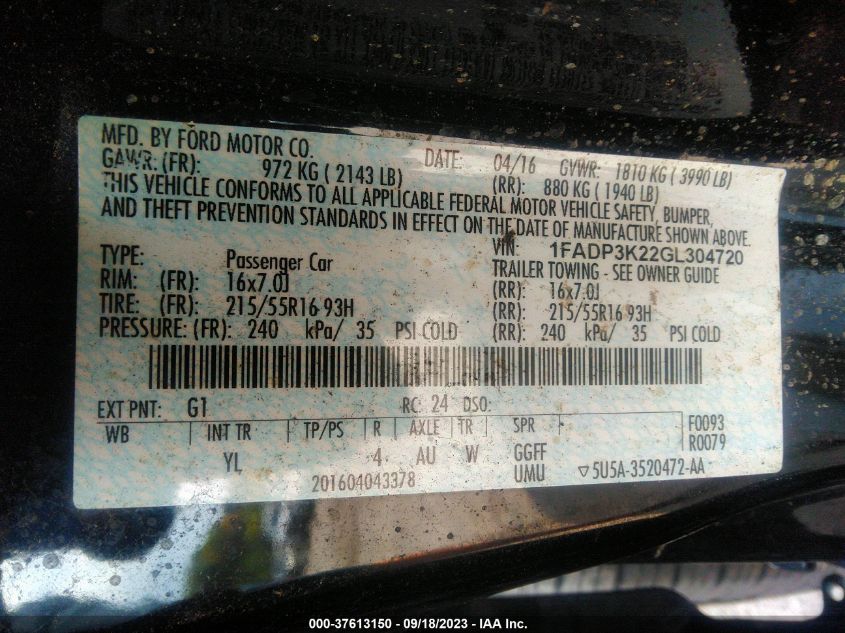 MFD. BY FORD MOTOR CO. DATE: 04/16 GVWR: 1810 KG ( 3990 LB)
GAWR: (FR): 972 KG ( 2143 LB) (RR): 880 KG ( 1940 LB)
THIS VEHICLE CONFORMS TO ALL APPLICABLE FEDERAL MOTOR VEHICLE SAFETY, BUMPER,
AND THEFT PREVENTION STANDARDS IN EFFECT ON THE DATE OF MANUFACTURE SHOWN ABOVE.
VIN: 1FADP3K22GL304720
TYPE: Passenger Car TRAILER TOWING - SEE OWNER GUIDE
RIM: (FR): 16x7.0J (RR): 16x7.0J
TIRE: (FR): 215/55R16 93H (RR): 215/55R16 93H
PRESSURE: (FR): 240 kPa/ 35 PSI COLD (RR): 240 kPa/ 35 PSI COLD
EXT PNT: G1 RC: 24 DSO:
WB INT TR TP/PS R AXLE TR SPR F0093
R0079
YL 4 AU W GGFF
UMU ▽5U5A-3520472-AA
201604043378
000-37613150 - 09/18/2023 - IAA Inc.